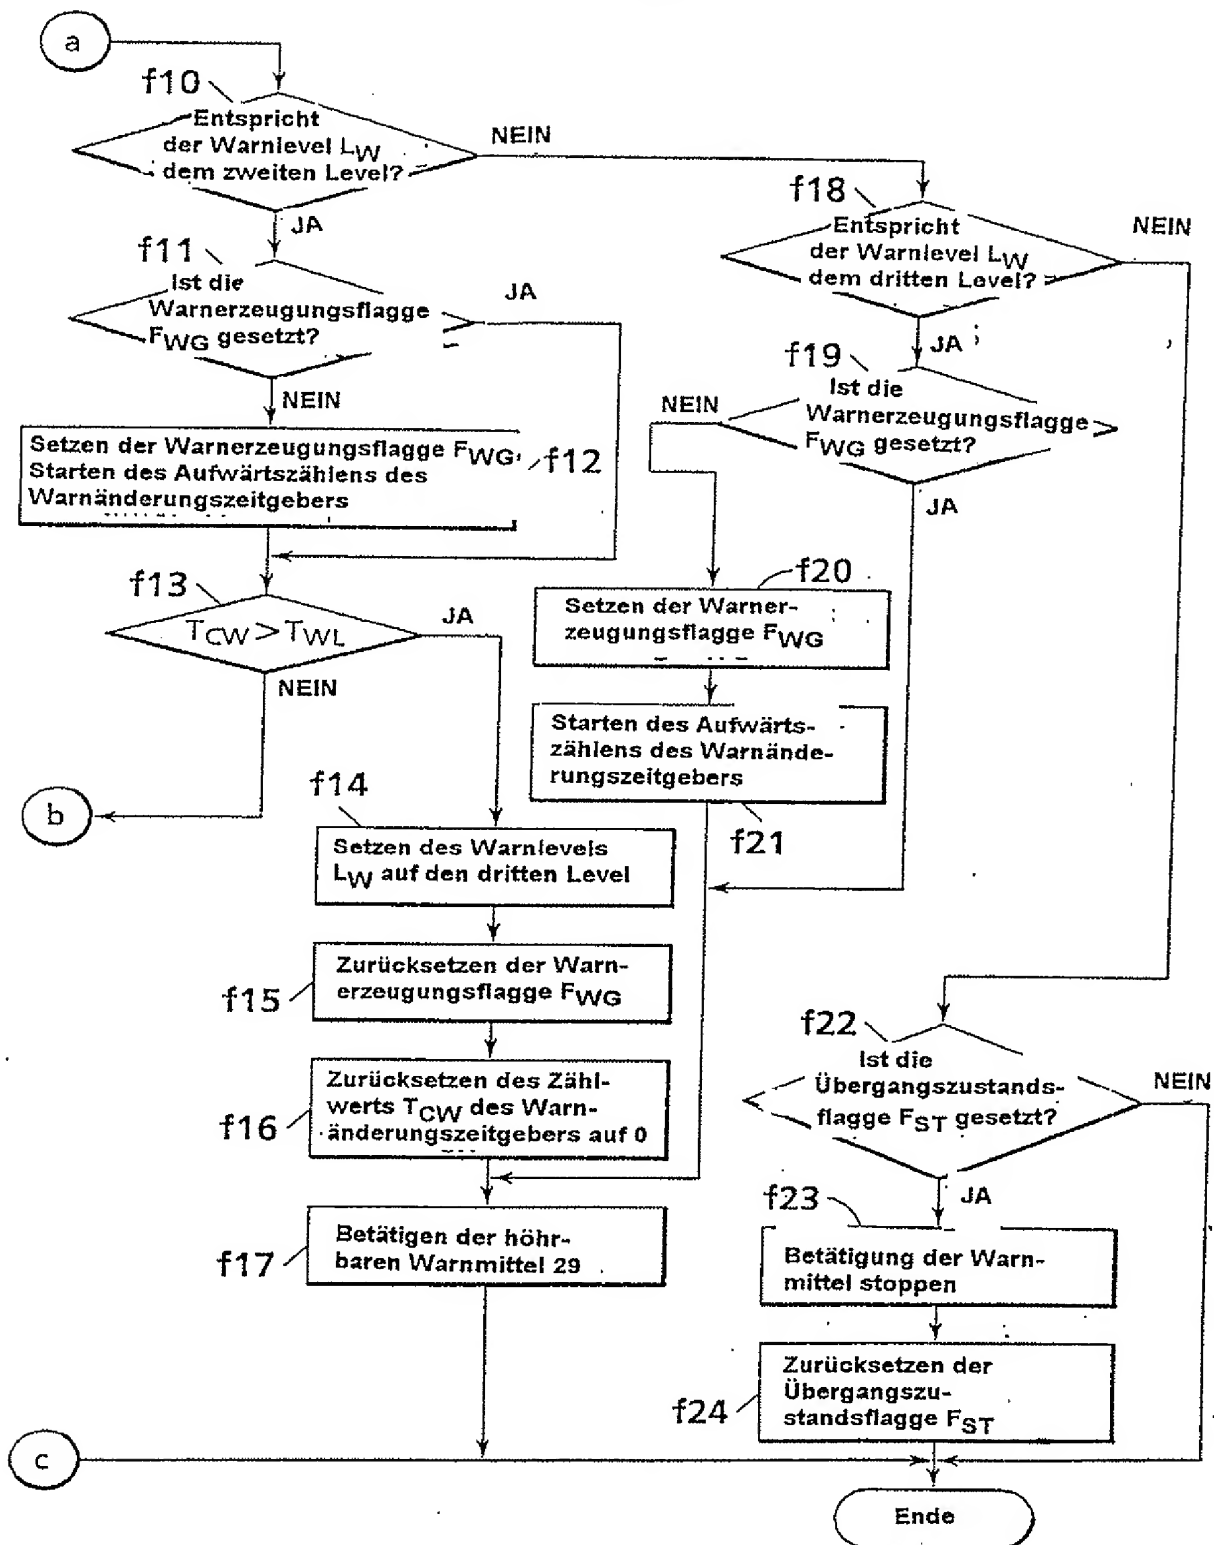 a
f10
Entspricht
der Warnlevel LW
dem zweiten Level?
NEIN
JA
f11
Ist die
Warnerzeugungsflagge
FWG gesetzt?
JA
NEIN
Setzen der Warnerzeugungsflagge FWG,
Starten des Aufwärtszählens des
Warnänderungszeitgebers
f12
f13
TCW > TWL
JA
NEIN
b
f14
Setzen des Warnlevels
LW auf den dritten Level
f15
Zurücksetzen der Warn-
erzeugungsflagge FWG
f16
Zurücksetzen des Zähl-
werts TCW des Warn-
änderungszeitgebers auf 0
f17
Betätigen der höhr-
baren Warnmittel 29
f18
Entspricht
der Warnlevel LW
dem dritten Level?
NEIN
JA
f19
Ist die
Warnerzeugungsflagge
FWG gesetzt?
NEIN
JA
f20
Setzen der Warner-
zeugungsflagge FWG
Starten des Aufwärts-
zählens des Warnände-
rungszeitgebers
f21
f22
Ist die
Übergangszustands-
flagge FST gesetzt?
NEIN
JA
f23
Betätigung der Warn-
mittel stoppen
f24
Zurücksetzen der
Übergangszu-
standsflagge FST
c
Ende